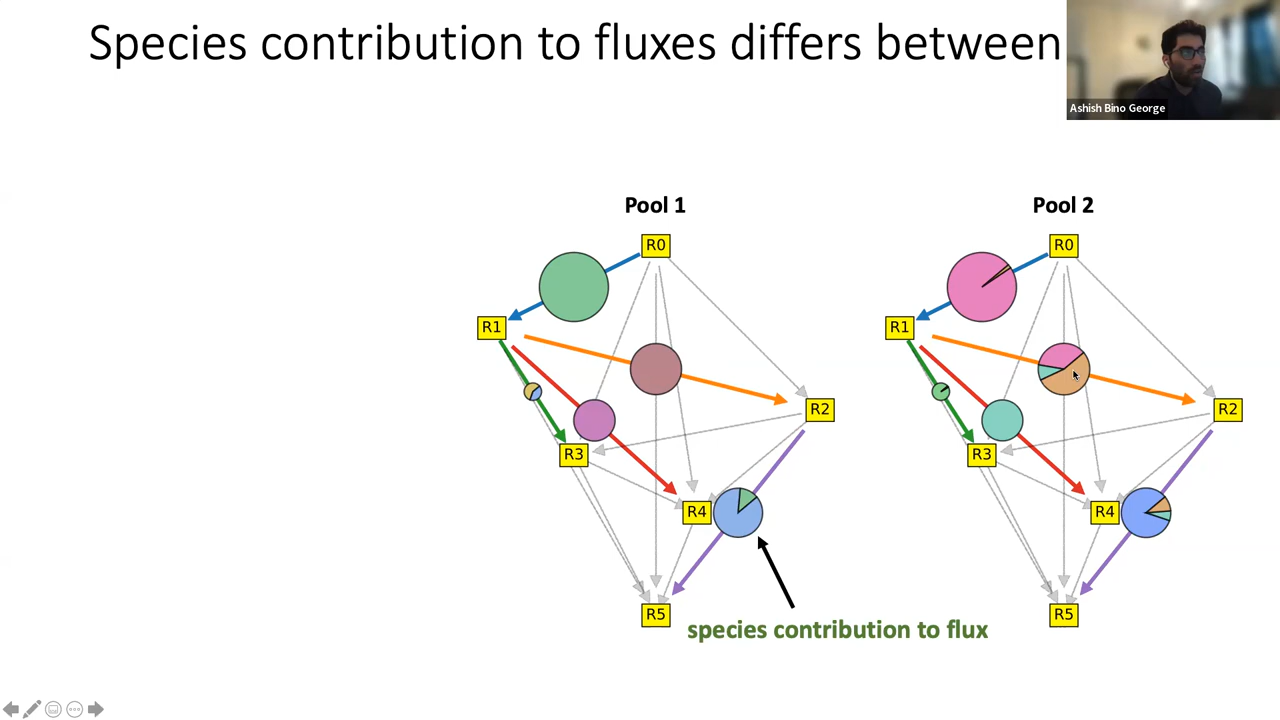 Species contribution to fluxes differs between
Ashish Bino George
Pool 1
Pool 2
R0
R0
R1
R1
R2
R2
R3
R3
R4
R4
R5
R5
species contribution to flux